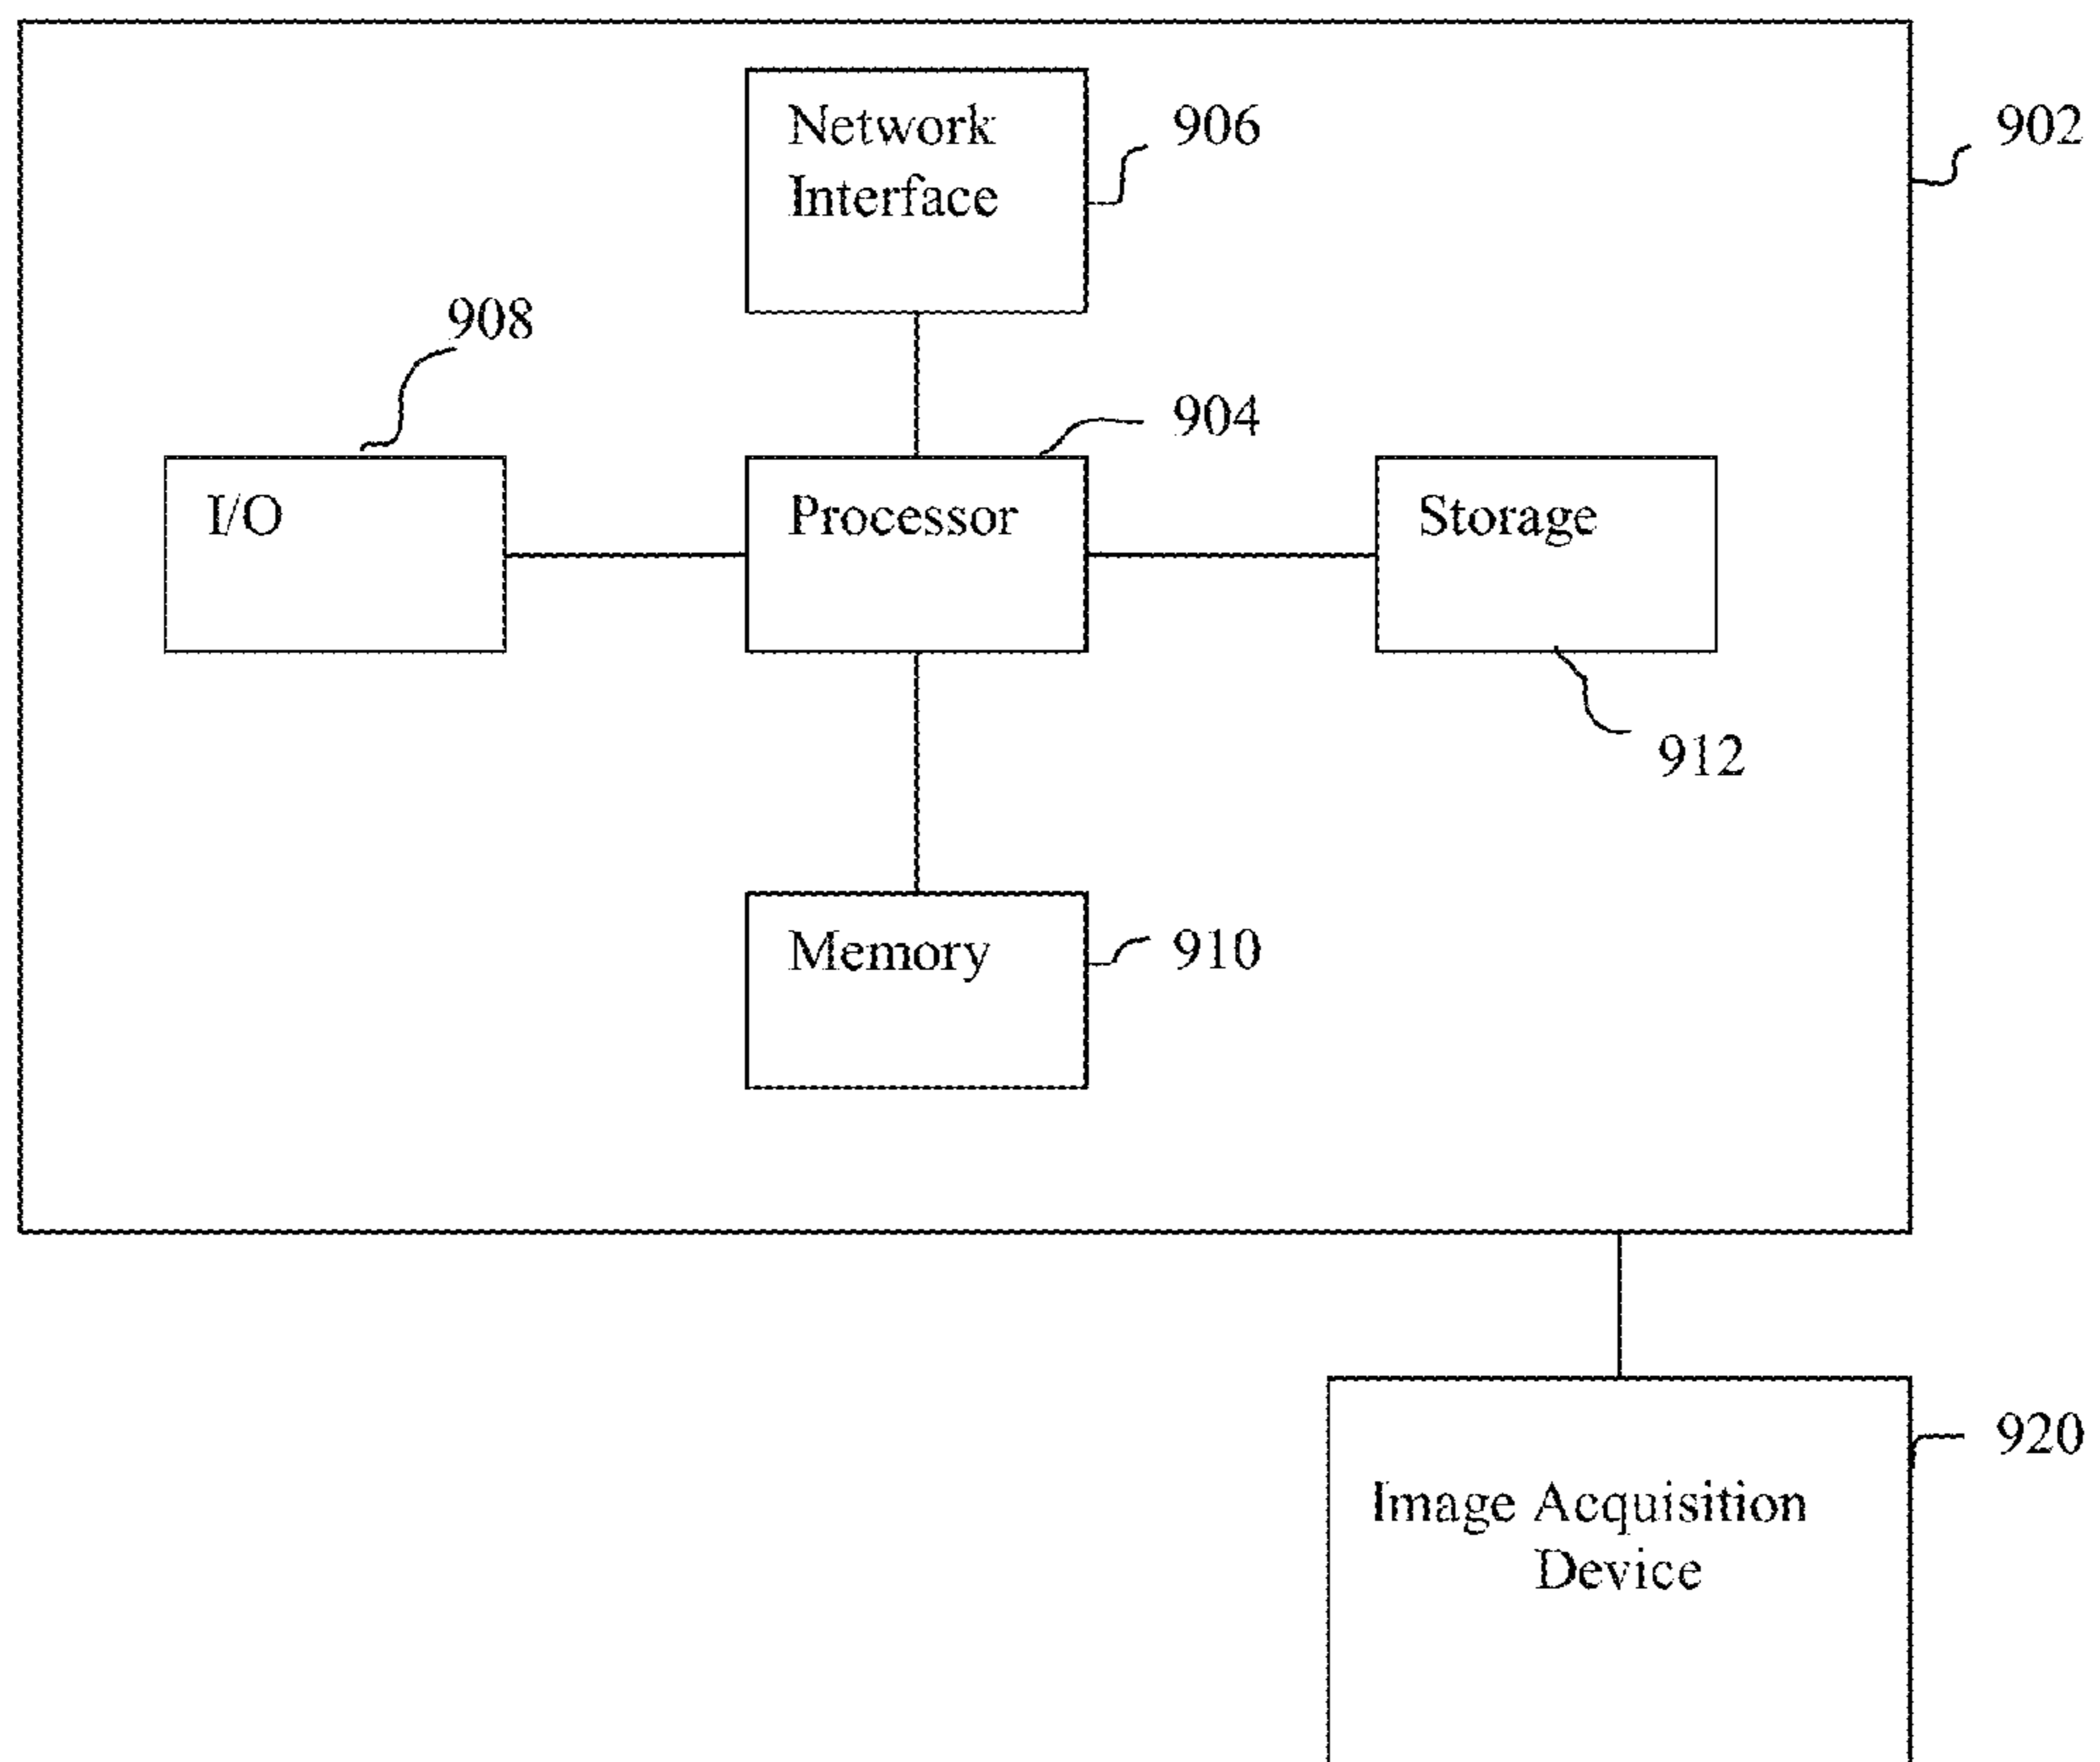 Network
Interface
906
902
908
904
I/O
Processor
Storage
912
Memory
910
920
Image Acquisition
Device